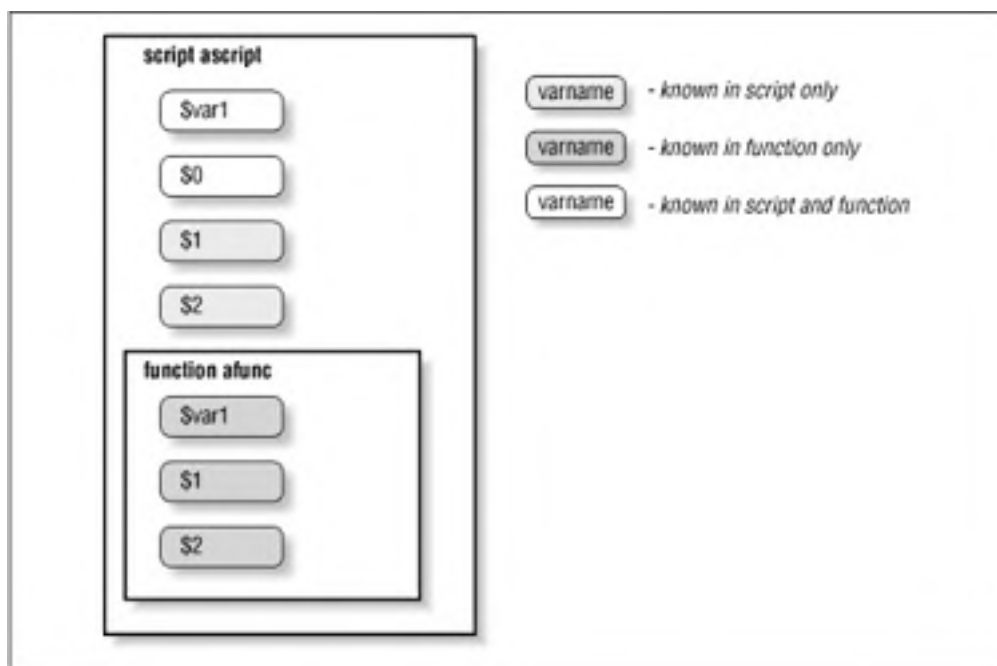 script ascript
$var1
$0
$1
$2
function afunc
$var1
$1
$2
varname - known in script only
varname - known in function only
varname - known in script and function